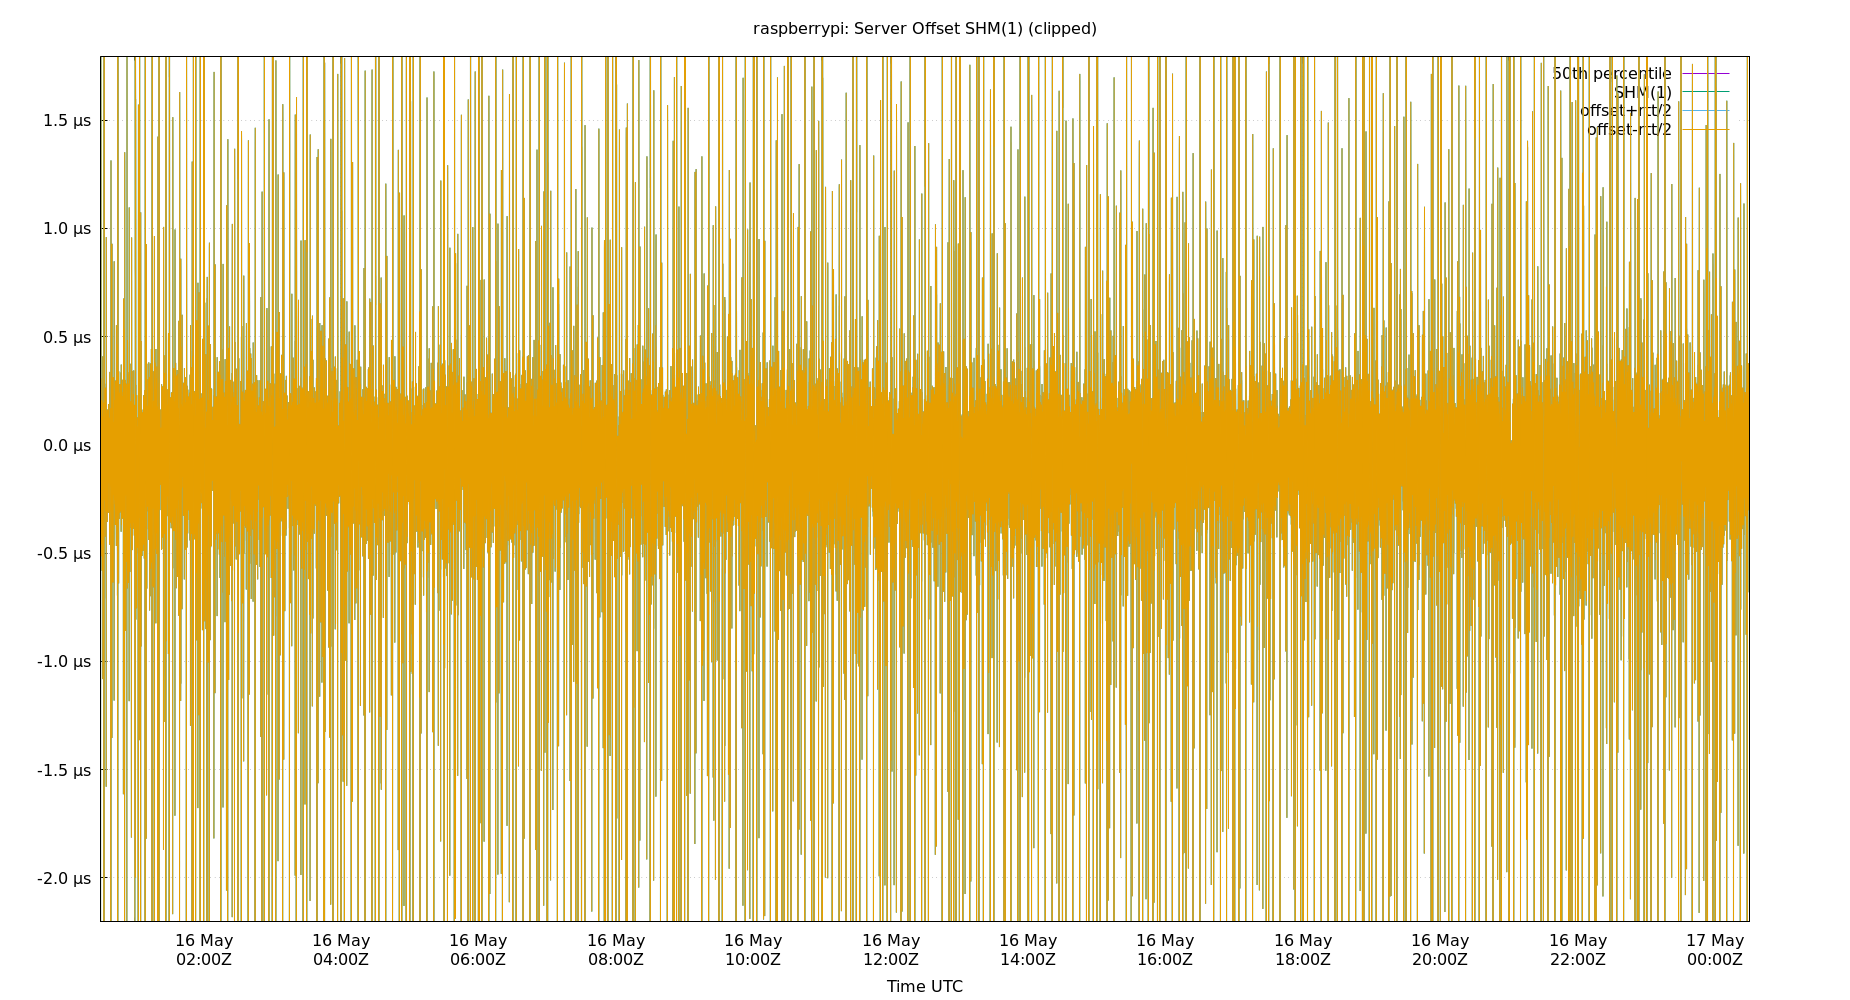 raspberrypi: Server Offset SHM(1) (clipped)
50th percentile
SHM(1)
offset+rtt/2
offset-rtt/2
1.5 µs
1.0 µs
0.5 µs
0.0 µs
-0.5 µs
-1.0 µs
-1.5 µs
-2.0 µs
16 May 16 May 16 May 16 May 16 May 16 May 16 May 16 May 16 May 16 May 16 May 17 May
02:00Z 04:00Z 06:00Z 08:00Z 10:00Z 12:00Z 14:00Z 16:00Z 18:00Z 20:00Z 22:00Z 00:00Z
Time UTC